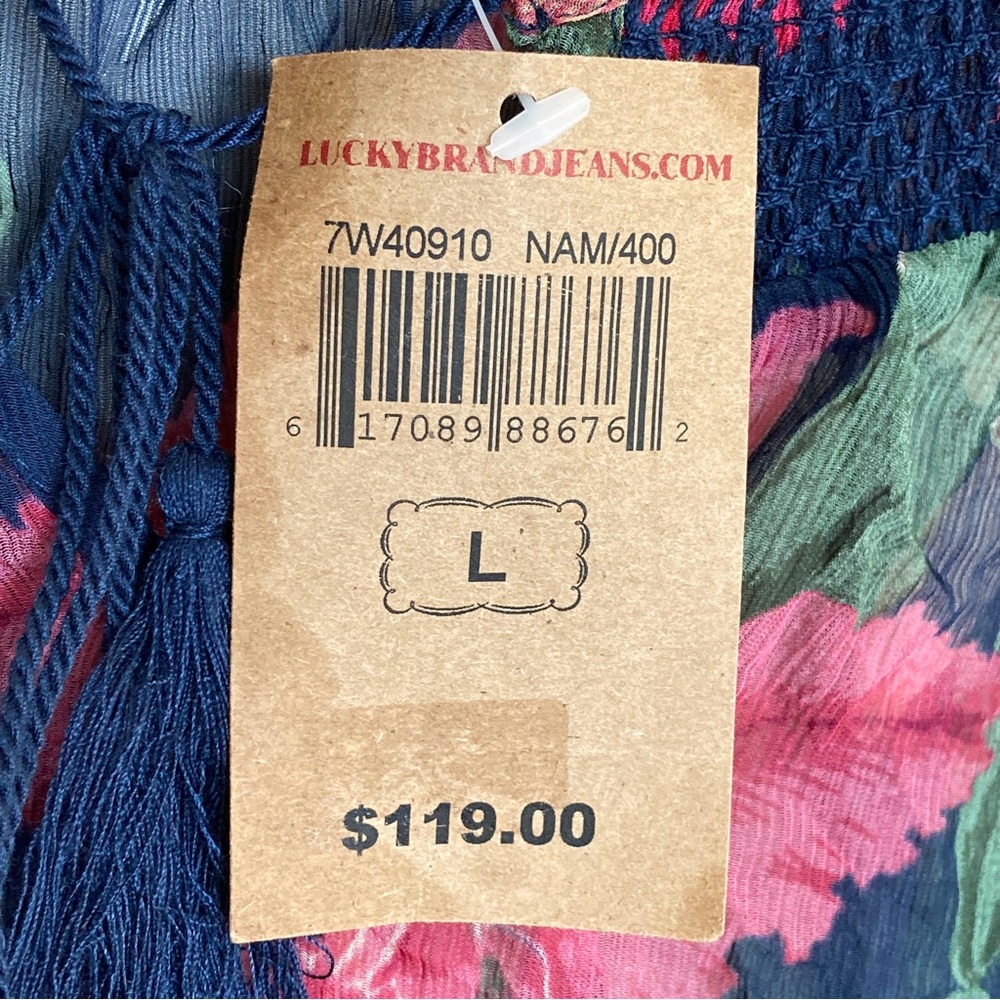 LUCKYBRANDJEANS.COM
7W40910 NAM/400
6 17089 88676 2
L
$119.00